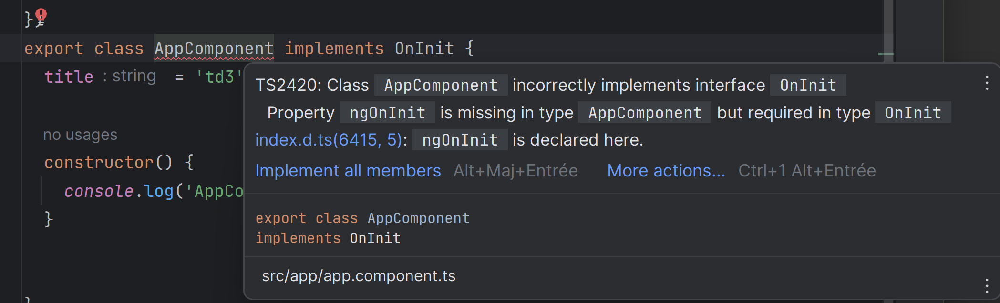 })
export class AppComponent implements OnInit {
title : string = 'td3'
TS2420: Class AppComponent incorrectly implements interface OnInit
Property ngOnInit is missing in type AppComponent but required in type OnInit
index.d.ts(6415, 5): ngOnInit is declared here.
Implement all members Alt+Maj+Entrée More actions... Ctrl+1 Alt+Entrée
export class AppComponent
implements OnInit
src/app/app.component.ts
no usages
constructor() {
console.log('AppCo
}
}